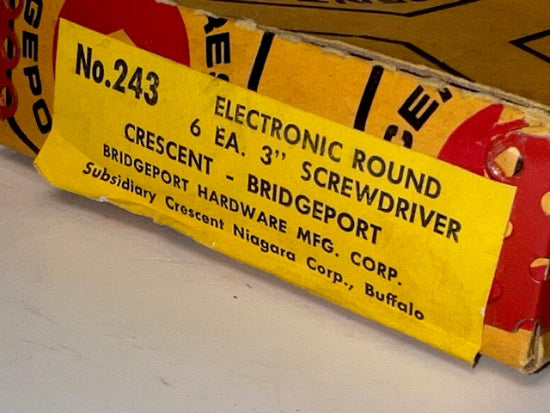 No.243
ELECTRONIC ROUND
6 EA. 3" SCREWDRIVER
CRESCENT - BRIDGEPORT
BRIDGEPORT HARDWARE MFG. CORP.
Subsidiary Crescent Niagara Corp., Buffalo